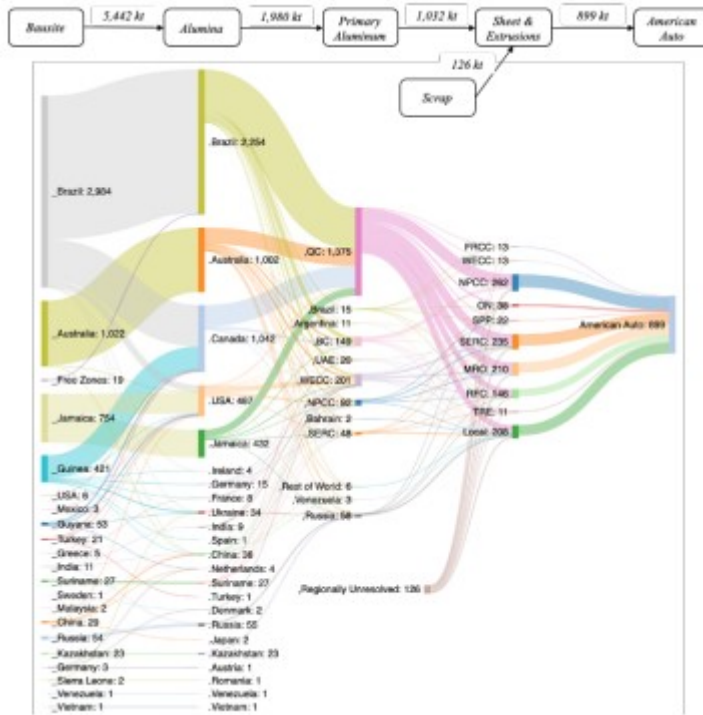 5,442 kt 1,980 kt 1,032 kt 899 kt
Bauxite Alumina Primary Aluminum Sheet & Extrusions American Auto
126 kt
Scrap
_Brazil: 2,984
_Australia: 1,022
_Free Zones: 19
_Jamaica: 754
_Guinea: 421
_USA: 6
_Mexico: 3
_Guyana: 53
_Turkey: 21
_Greece: 5
_India: 11
_Suriname: 27
_Sweden: 1
_Malaysia: 2
_China: 29
_Russia: 54
_Kazakhstan: 23
_Germany: 3
_Sierra Leone: 2
_Venezuela: 1
_Vietnam: 1
.Brazil: 2,254
.Australia: 1,002
.Canada: 1,042
.USA: 467
.Jamaica: 432
.Ireland: 4
.Germany: 15
.France: 8
.Ukraine: 34
.India: 9
.Spain: 1
.China: 36
.Netherlands: 4
.Suriname: 27
.Turkey: 1
.Denmark: 2
.Russia: 55
.Japan: 2
.Kazakhstan: 23
.Austria: 1
.Romania: 1
.Venezuela: 1
.Vietnam: 1
,QC: 1,375
,Brazil: 15
,Argentina: 11
,BC: 149
,UAE: 20
,WECC: 201
,NPCC: 92
,Bahrain: 2
,SERC: 48
,Rest of World: 6
,Venezuela: 3
,Russia: 58
,Regionally Unresolved: 126
FRCC: 13
WECC: 13
NPCC: 262
ON: 36
SPP: 22
SERC: 235
MRO: 210
RFC: 146
TRE: 11
Local: 208
American Auto: 899